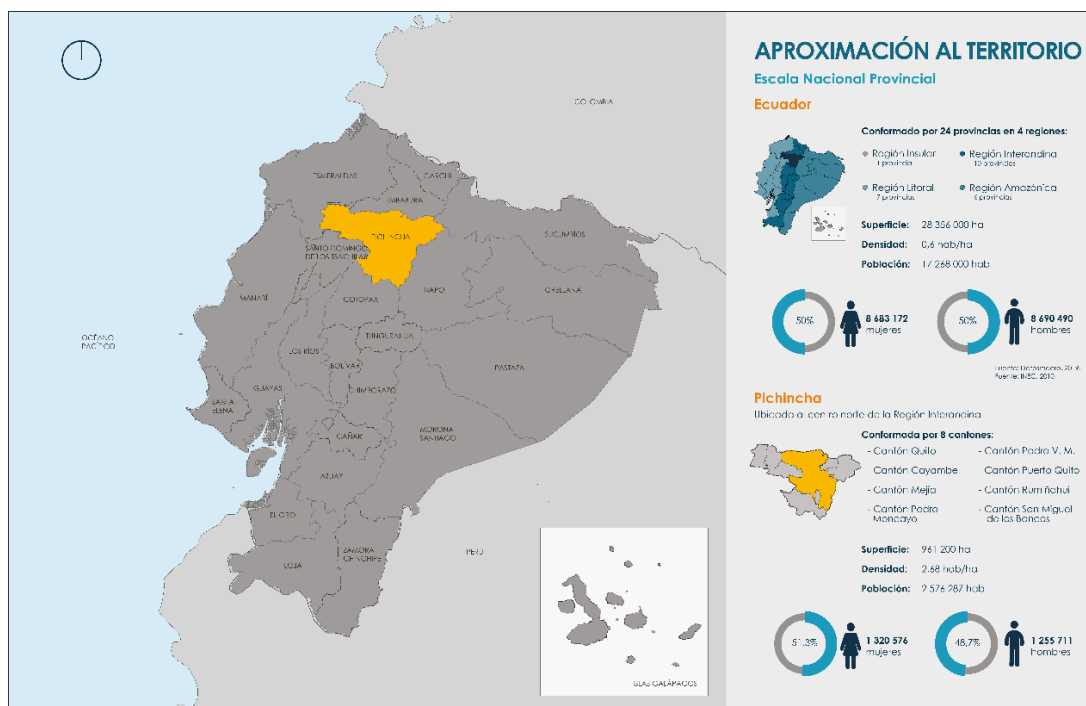 COLOMBIA
ESMERALDAS
CARCHI
IMBABURA
PICHINCHA
SUCUMBÍOS
SANTO DOMINGO
DE LOS TSÁCHILAS
NAPO
ORELLANA
MANABÍ
COTOPAXI
OCÉANO
PACÍFICO
TUNGURAHUA
LOS RÍOS
BOLÍVAR
PASTAZA
GUAYAS
CHIMBORAZO
SANTA
ELENA
MORONA
SANTIAGO
CAÑAR
AZUAY
EL ORO
PERÚ
ZAMORA
CHINCHIPE
LOJA
ISLAS GALÁPAGOS
APROXIMACIÓN AL TERRITORIO
Escala Nacional Provincial
Ecuador
Conformado por 24 provincias en 4 regiones:
Región Insular
1 provincia
Región Interandina
10 provincias
Región Litoral
7 provincias
Región Amazónica
6 provincias
Superficie: 28 356 000 ha
Densidad: 0,6 hab/ha
Población: 17 268 000 hab
50%
8 683 172
mujeres
50%
8 690 490
hombres
Fuente: INEC, 2010
Pichincha
Ubicada al centro norte de la Región Interandina
Conformada por 8 cantones:
- Cantón Quito
- Cantón Pedro V. M.
Cantón Cayambe
Cantón Puerto Quito
- Cantón Mejía
- Cantón Rumiñahui
- Cantón Pedro
Moncayo
- Cantón San Miguel
de los Bancos
Superficie: 961 200 ha
Densidad: 2,68 hab/ha
Población: 2 576 287 hab
51.3%
1 320 576
mujeres
48,7%
1 255 711
hombres